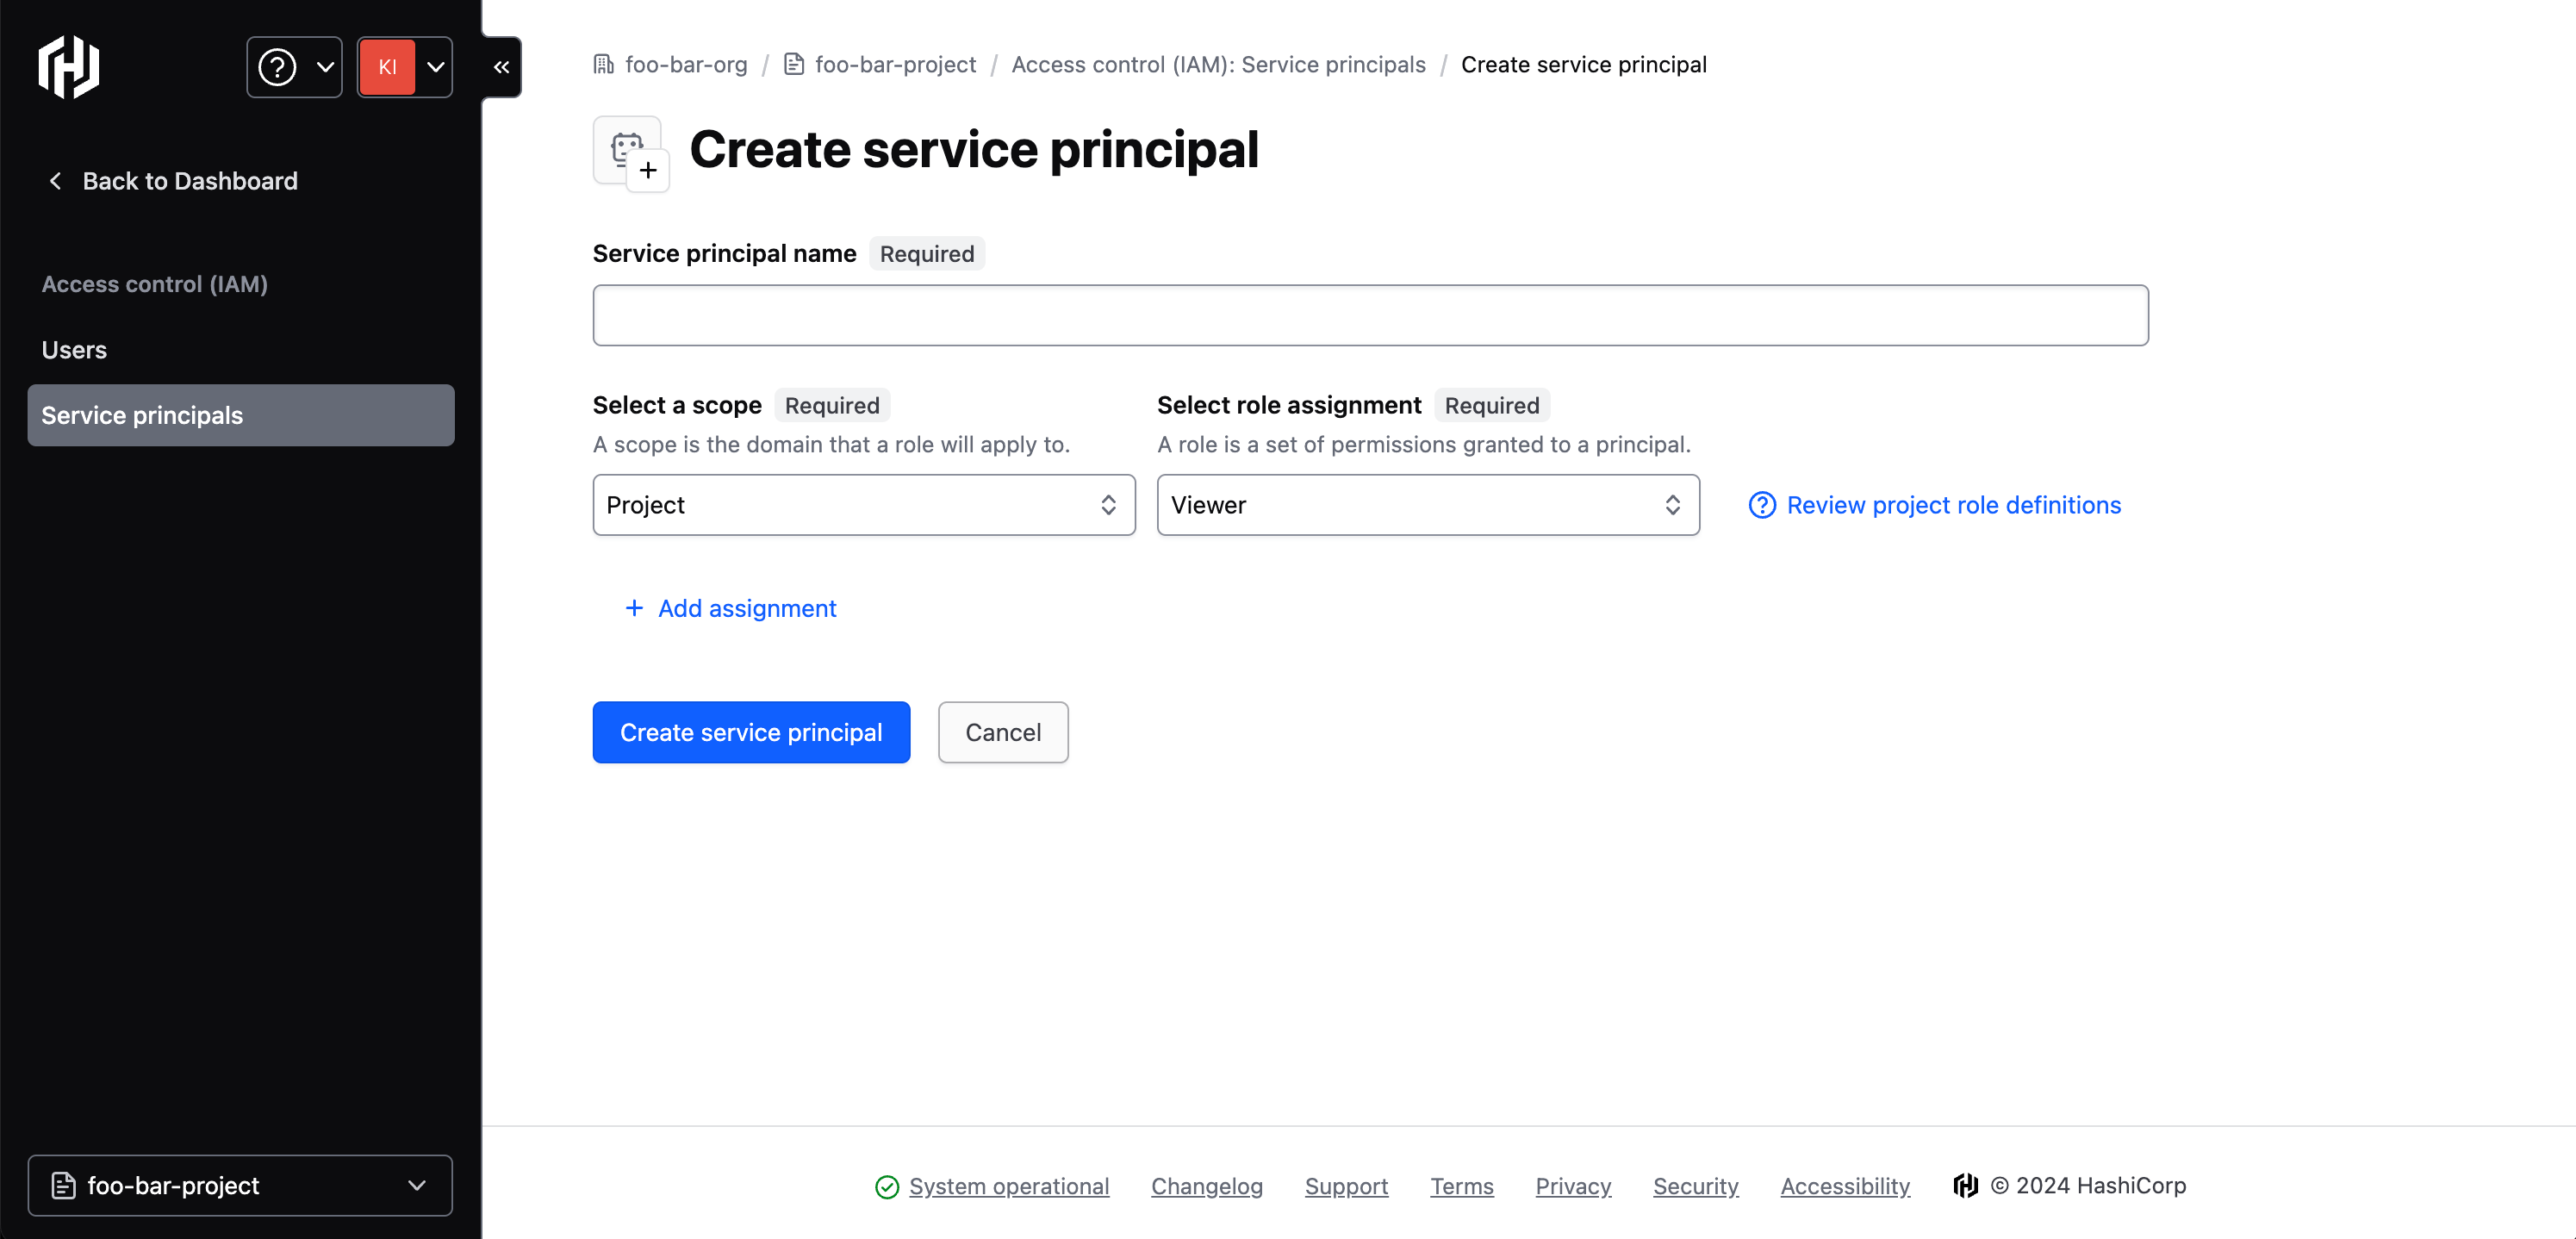 KI
Back to Dashboard
Access control (IAM)
Users
Service principals
foo-bar-project
foo-bar-org / foo-bar-project / Access control (IAM): Service principals / Create service principal
Create service principal
Service principal name Required
Select a scope Required
A scope is the domain that a role will apply to.
Project
Select role assignment Required
A role is a set of permissions granted to a principal.
Viewer
Review project role definitions
+ Add assignment
Create service principal Cancel
System operational Changelog Support Terms Privacy Security Accessibility © 2024 HashiCorp